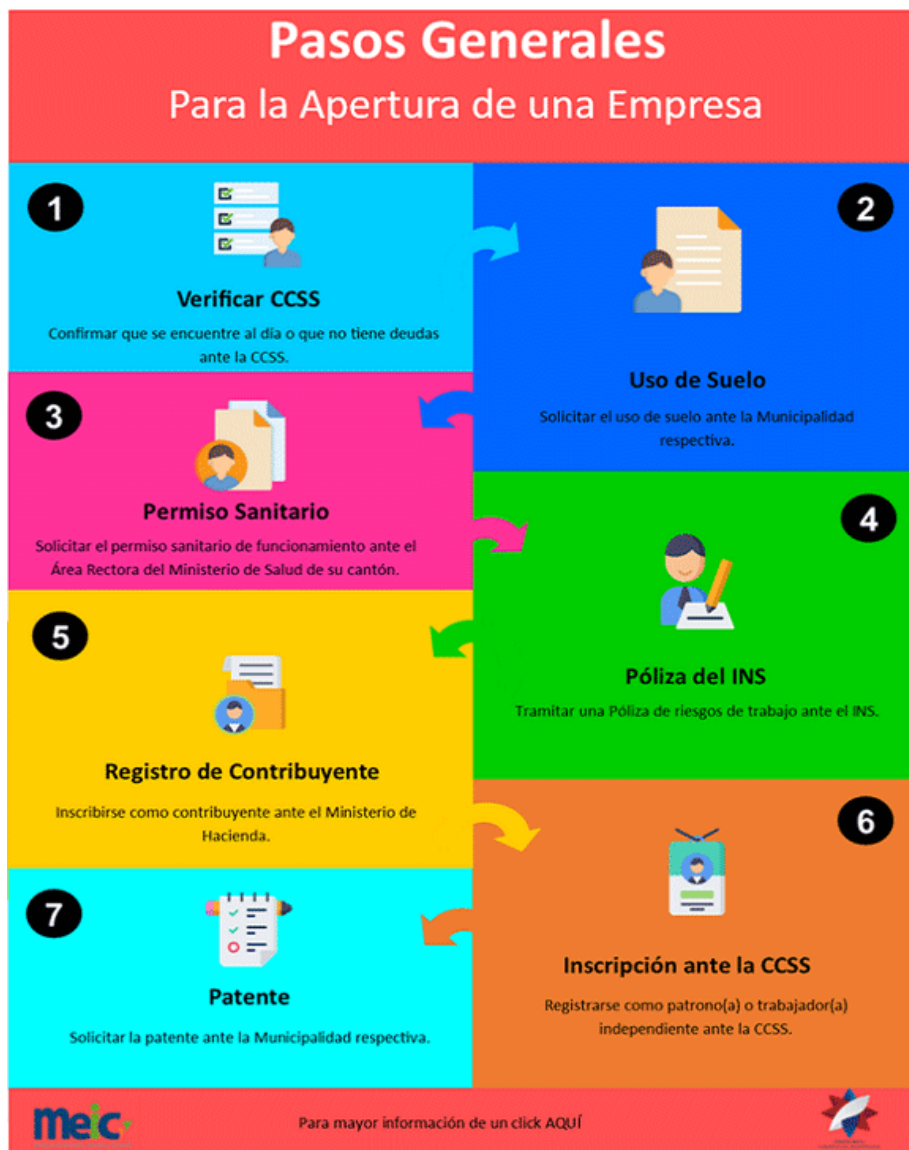 Pasos Generales
Para la Apertura de una Empresa
1
Verificar CCSS
Confirmar que se encuentre al día o que no tiene deudas
ante la CCSS.
2
Uso de Suelo
Solicitar el uso de suelo ante la Municipalidad
respectiva.
3
Permiso Sanitario
Solicitar el permiso sanitario de funcionamiento ante el
Área Rectora del Ministerio de Salud de su cantón.
4
Póliza del INS
Tramitar una Póliza de riesgos de trabajo ante el INS.
5
Registro de Contribuyente
Inscribirse como contribuyente ante el Ministerio de
Hacienda.
6
Inscripción ante la CCSS
Registrarse como patrono(a) o trabajador(a)
independiente ante la CCSS.
7
Patente
Solicitar la patente ante la Municipalidad respectiva.
meic
Para mayor información de un click AQUÍ